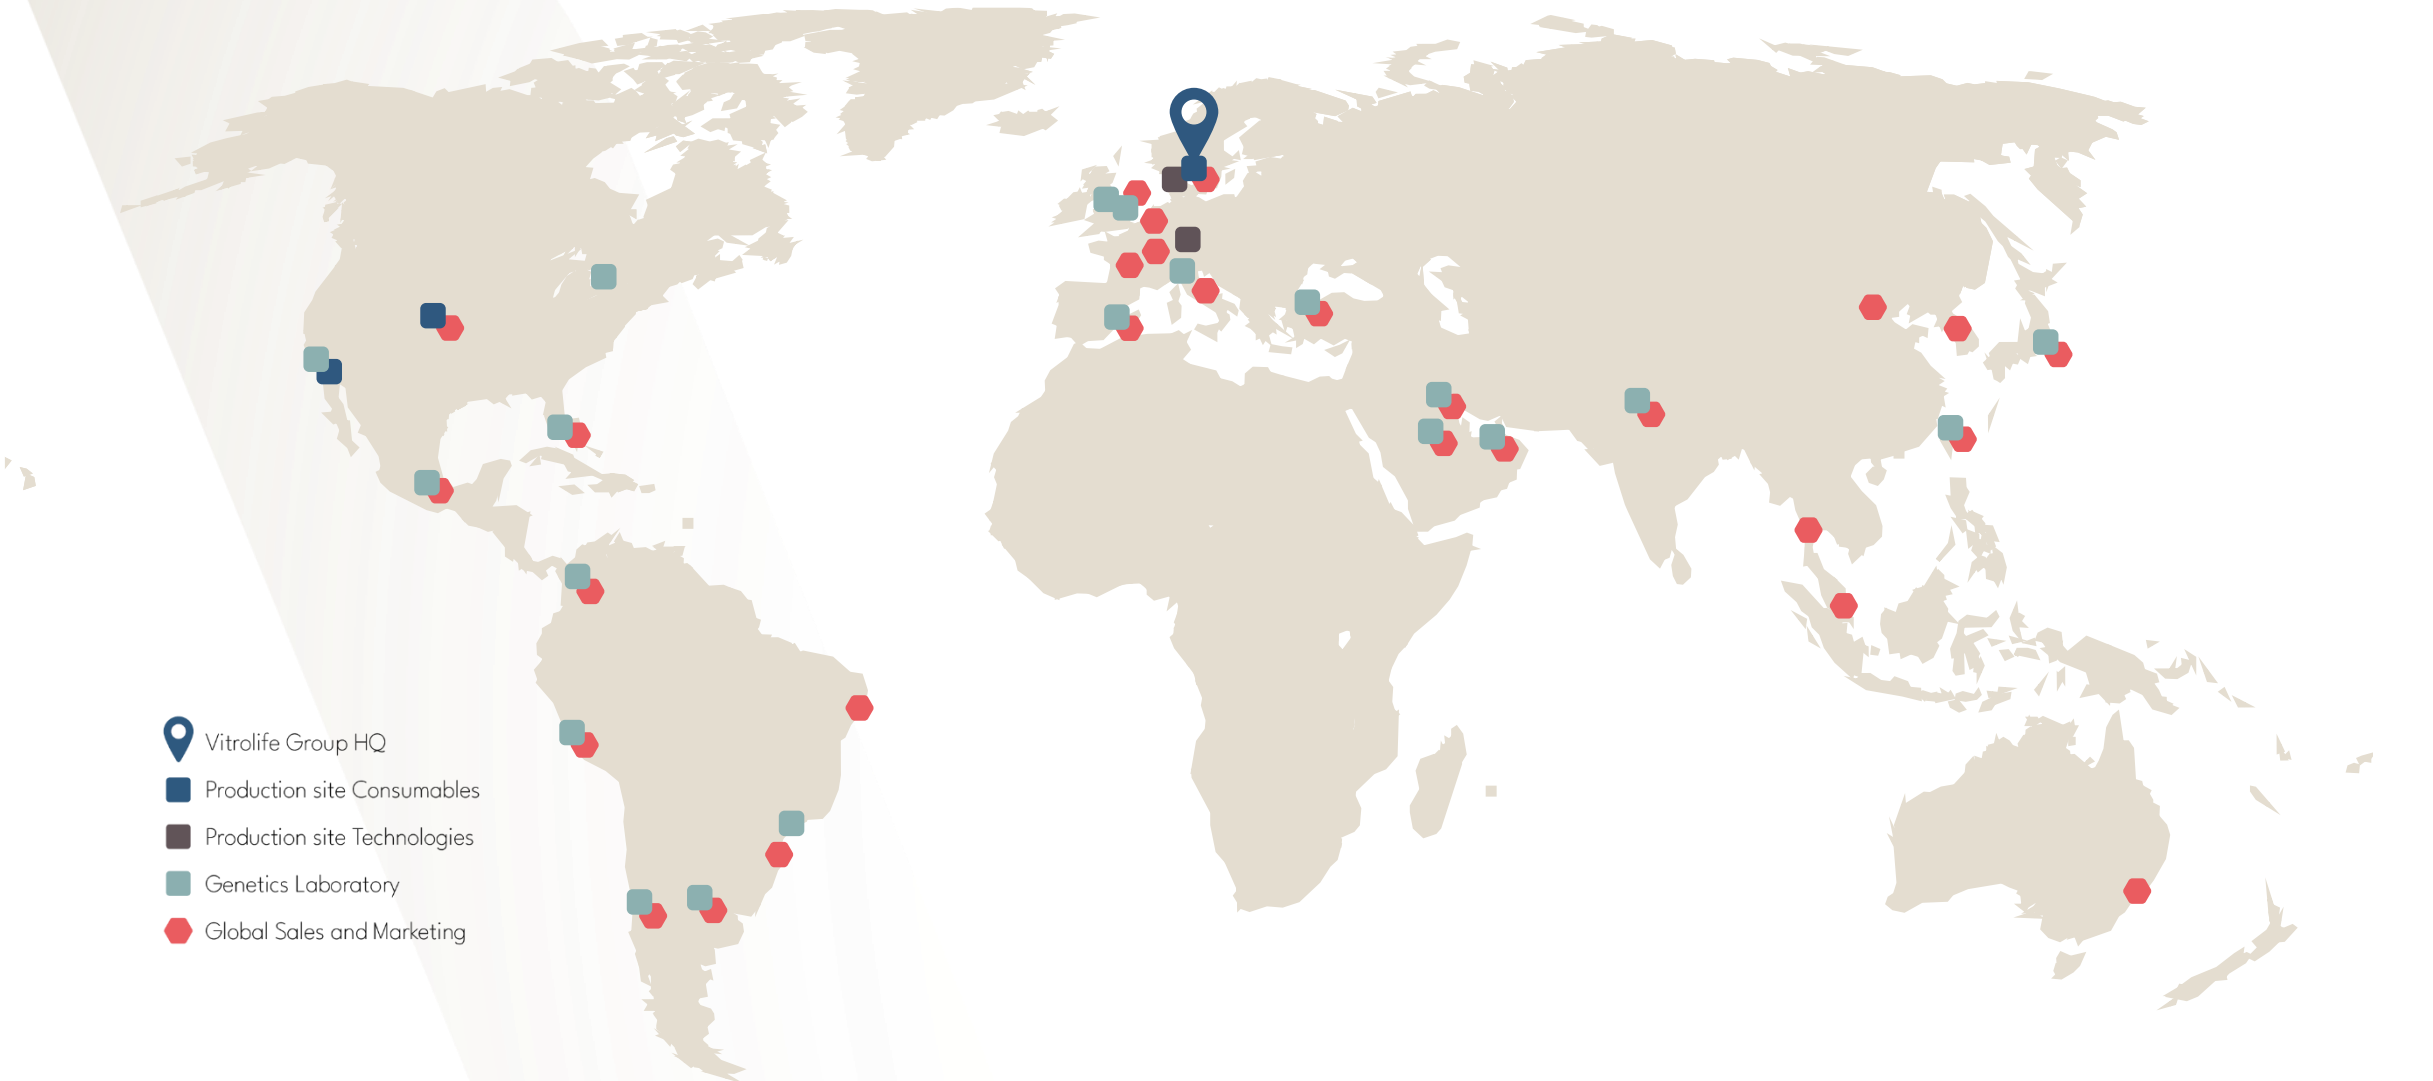 Vitrolife Group HQ
Production site Consumables
Production site Technologies
Genetics Laboratory
Global Sales and Marketing